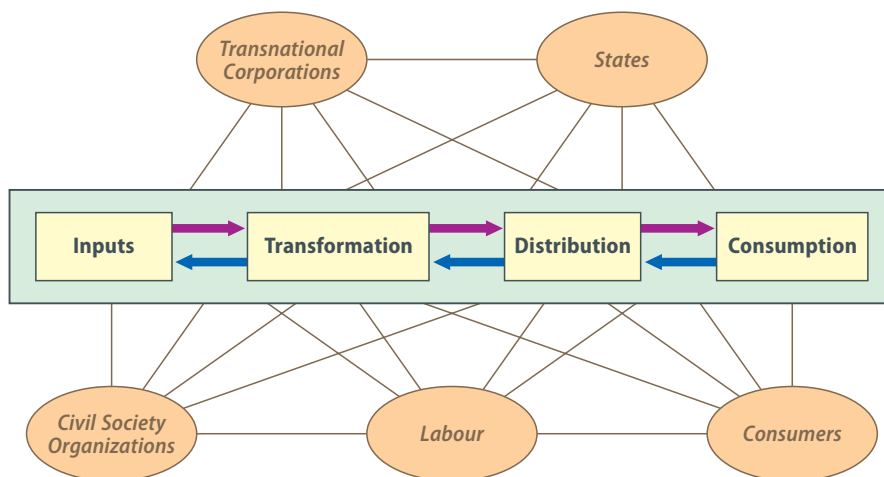 Transnational
Corporations
States
Inputs
Transformation
Distribution
Consumption
Civil Society
Organizations
Labour
Consumers